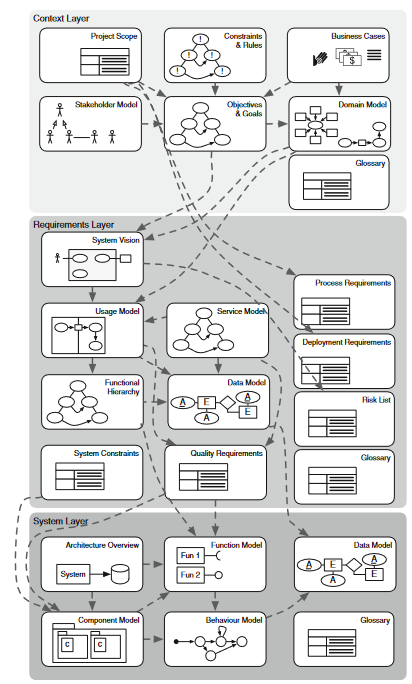 Context Layer
Project Scope
Constraints
& Rules
! ! ! ! !
Business Cases
$
Stakeholder Model
Objectives
& Goals
Domain Model
Glossary
Requirements Layer
System Vision
Process Requirements
Usage Model
Service Model
Deployment Requirements
Functional
Hierarchy
Data Model
A E A
A E
Risk List
System Constraints
Quality Requirements
Glossary
System Layer
Architecture Overview
System
Function Model
Fun 1
Fun 2
Data Model
A E A
A E
Component Model
C C
Behaviour Model
Glossary